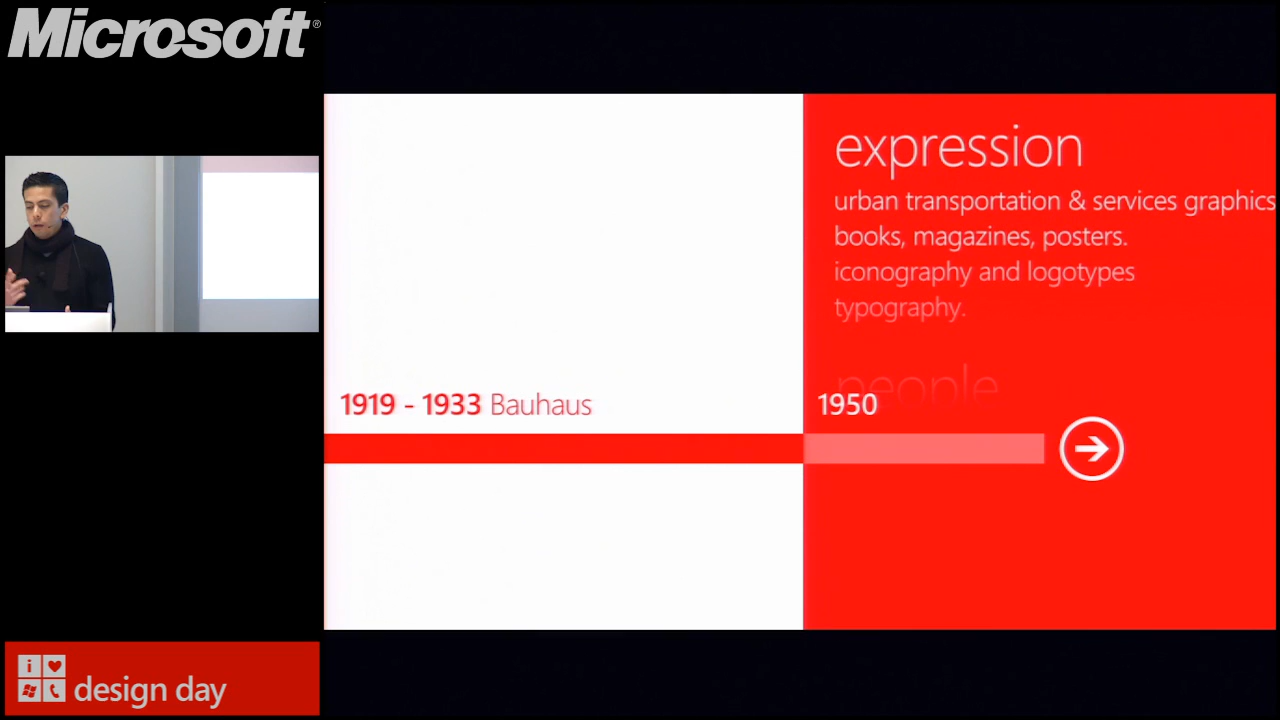 Microsoft®
expression
urban transportation & services graphics
books, magazines, posters.
iconography and logotypes
typography.
people
1919 - 1933 Bauhaus
1950
i
design day